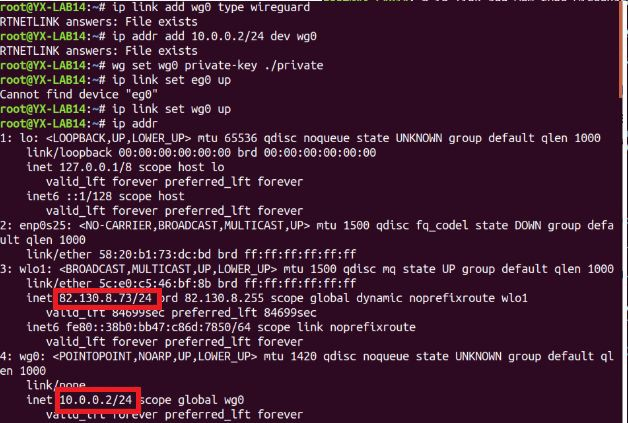 root@YX-LAB14:~# ip link add wg0 type wireguard
RTNETLINK answers: File exists
root@YX-LAB14:~# ip addr add 10.0.0.2/24 dev wg0
RTNETLINK answers: File exists
root@YX-LAB14:~# wg set wg0 private-key ./private
root@YX-LAB14:~# ip link set eg0 up
Cannot find device "eg0"
root@YX-LAB14:~# ip link set wg0 up
root@YX-LAB14:~# ip addr
1: lo: <LOOPBACK,UP,LOWER_UP> mtu 65536 qdisc noqueue state UNKNOWN group default qlen 1000
link/loopback 00:00:00:00:00:00 brd 00:00:00:00:00:00
inet 127.0.0.1/8 scope host lo
valid_lft forever preferred_lft forever
inet6 ::1/128 scope host
valid_lft forever preferred_lft forever
2: enp0s25: <NO-CARRIER,BROADCAST,MULTICAST,UP> mtu 1500 qdisc fq_codel state DOWN group defa
ult qlen 1000
link/ether 58:20:b1:73:dc:bd brd ff:ff:ff:ff:ff:ff
3: wlo1: <BROADCAST,MULTICAST,UP,LOWER_UP> mtu 1500 qdisc mq state UP group default qlen 1000
link/ether 5c:e0:c5:46:bf:8b brd ff:ff:ff:ff:ff:ff
inet 82.130.8.73/24 brd 82.130.8.255 scope global dynamic noprefixroute wlo1
valid_lft 84699sec preferred_lft 84699sec
inet6 fe80::38b0:bb47:c86d:7850/64 scope link noprefixroute
valid_lft forever preferred_lft forever
4: wg0: <POINTOPOINT,NOARP,UP,LOWER_UP> mtu 1420 qdisc noqueue state UNKNOWN group default ql
en 1000
link/none
inet 10.0.0.2/24 scope global wg0
valid_lft forever preferred_lft forever